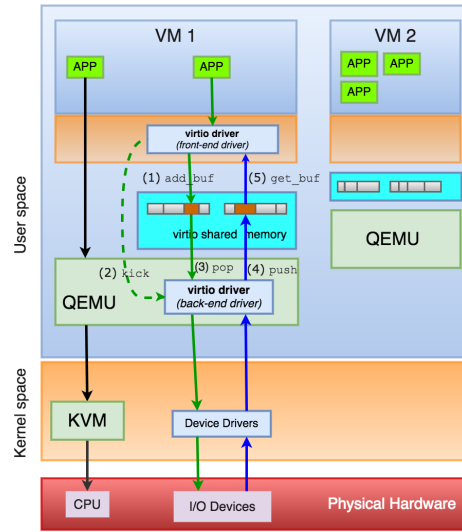 VM 1
VM 2
APP
APP
APP
APP
APP
virtio driver
(front-end driver)
(1) add_buf
(5) get_buf
virtio shared memory
User space
(2) kick
(3) pop
(4) push
QEMU
QEMU
virtio driver
(back-end driver)
Kernel space
KVM
Device Drivers
CPU
I/O Devices
Physical Hardware